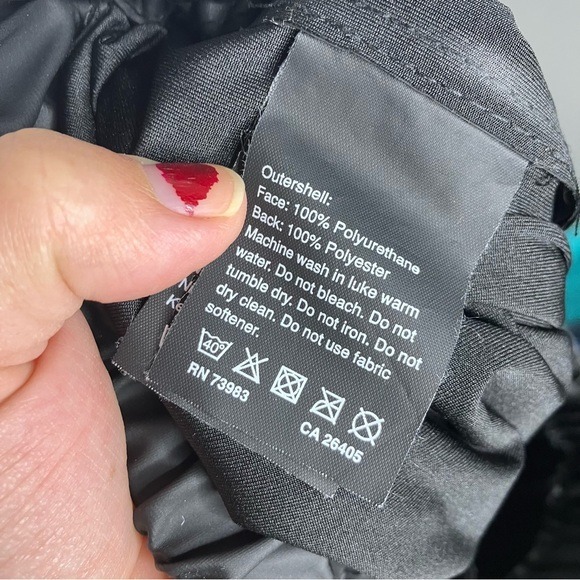 Outershell:
Face: 100% Polyurethane
Back: 100% Polyester
Machine wash in luke warm
water. Do not bleach. Do not
tumble dry. Do not iron. Do not
dry clean. Do not use fabric
softener.
40°
RN 73983
CA 26405